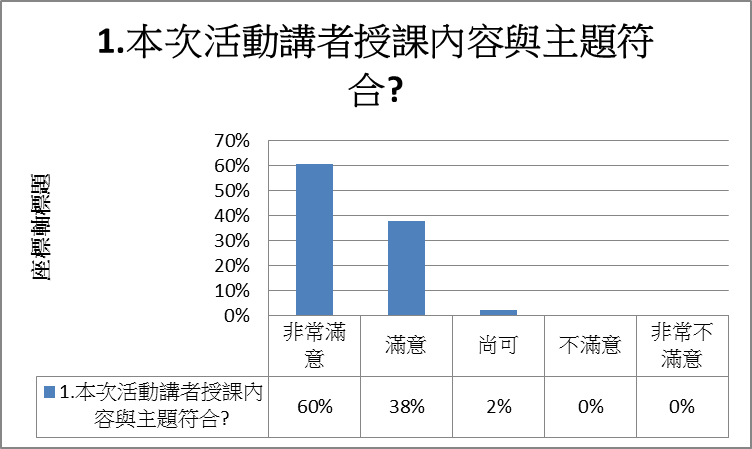 1.本次活動講者授課內容與主題符
合?
座標軸標題
70%
60%
50%
40%
30%
20%
10%
0%
非常滿 滿意 尚可 不滿意 非常不
意 滿意
1.本次活動講者授課內 60% 38% 2% 0% 0%
容與主題符合?